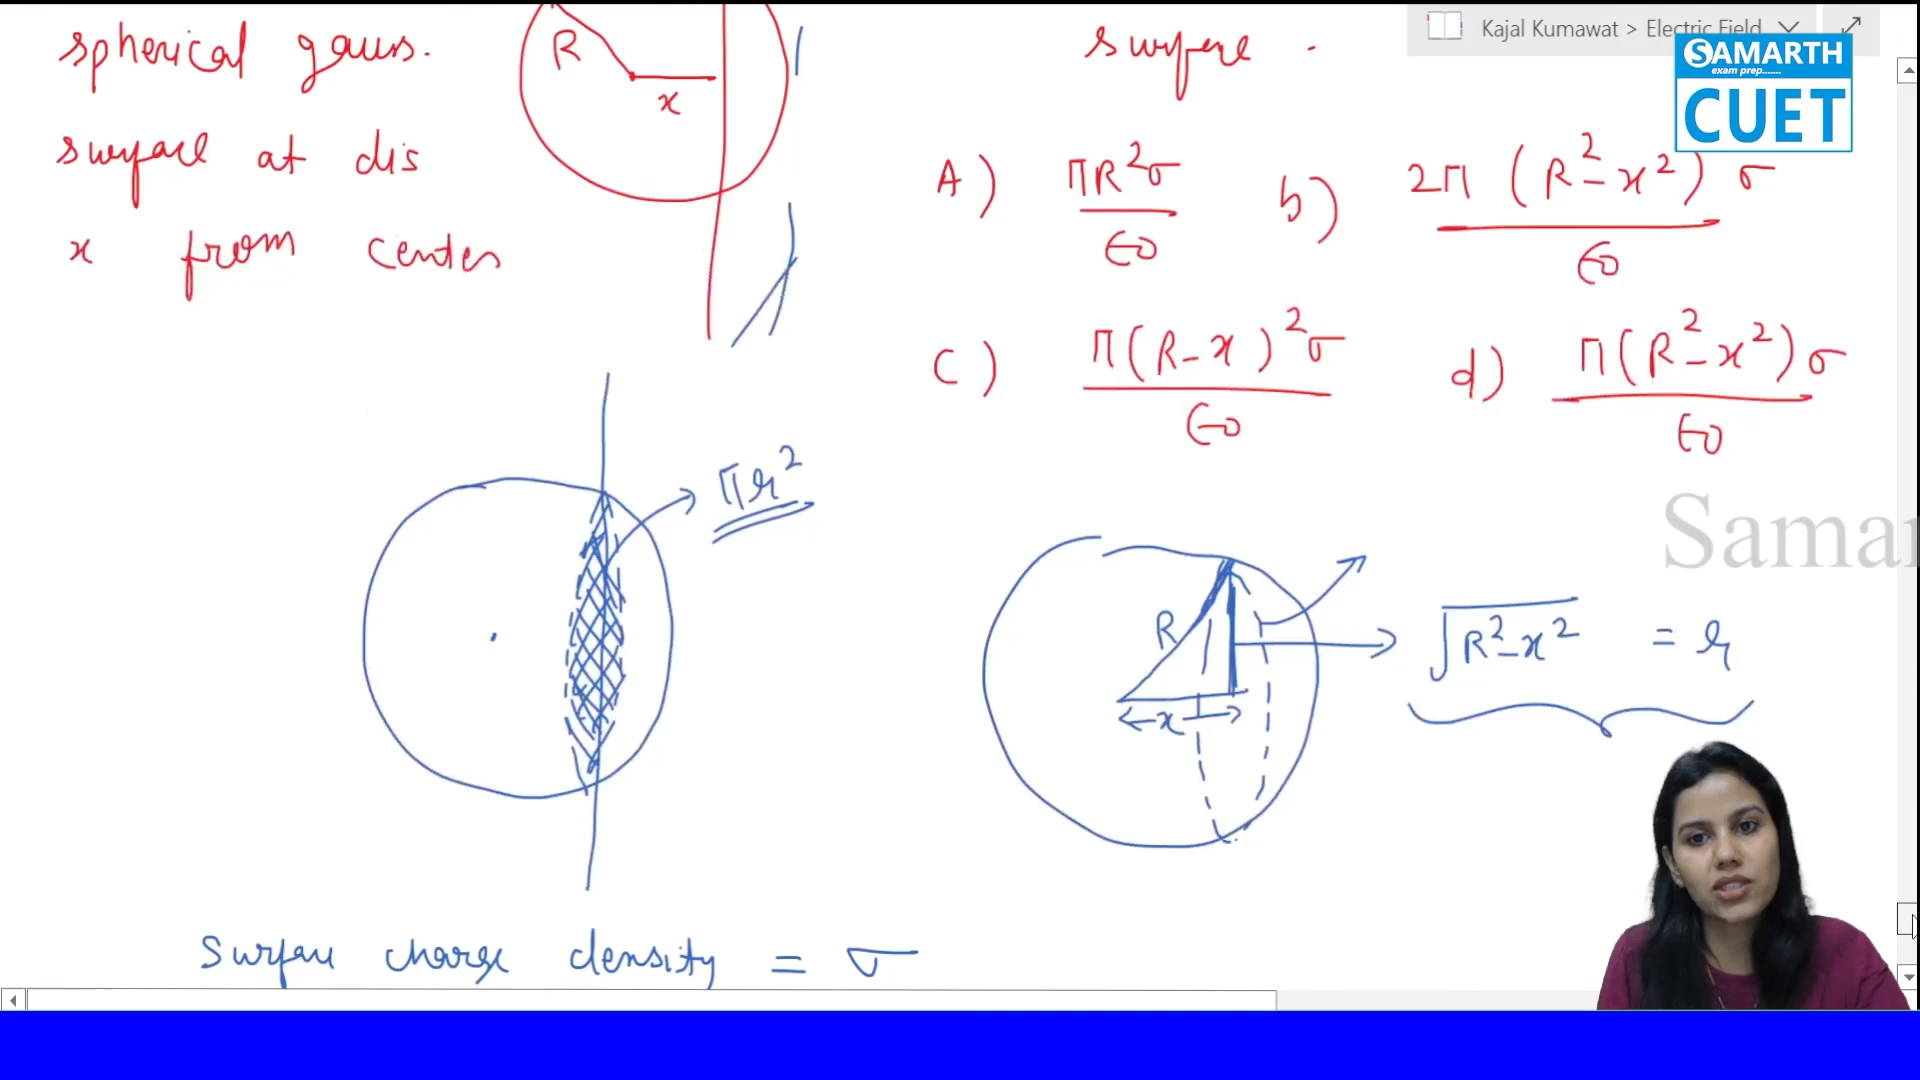 spherical gauss.
surface at dis
x from center
R
x
surfere .
Kajal Kumawat > Electric Field
SAMARTH
exam prep......
CUET
A) ΠR²σ / ϵ0
b) 2Π (R²-x²) σ / ϵ0
c) Π(R-x)²σ / ϵ0
d) Π(R²-x²)σ / ϵ0
Πr²
R
x
√R²-x² = r
Samar
Surface charge density = σ